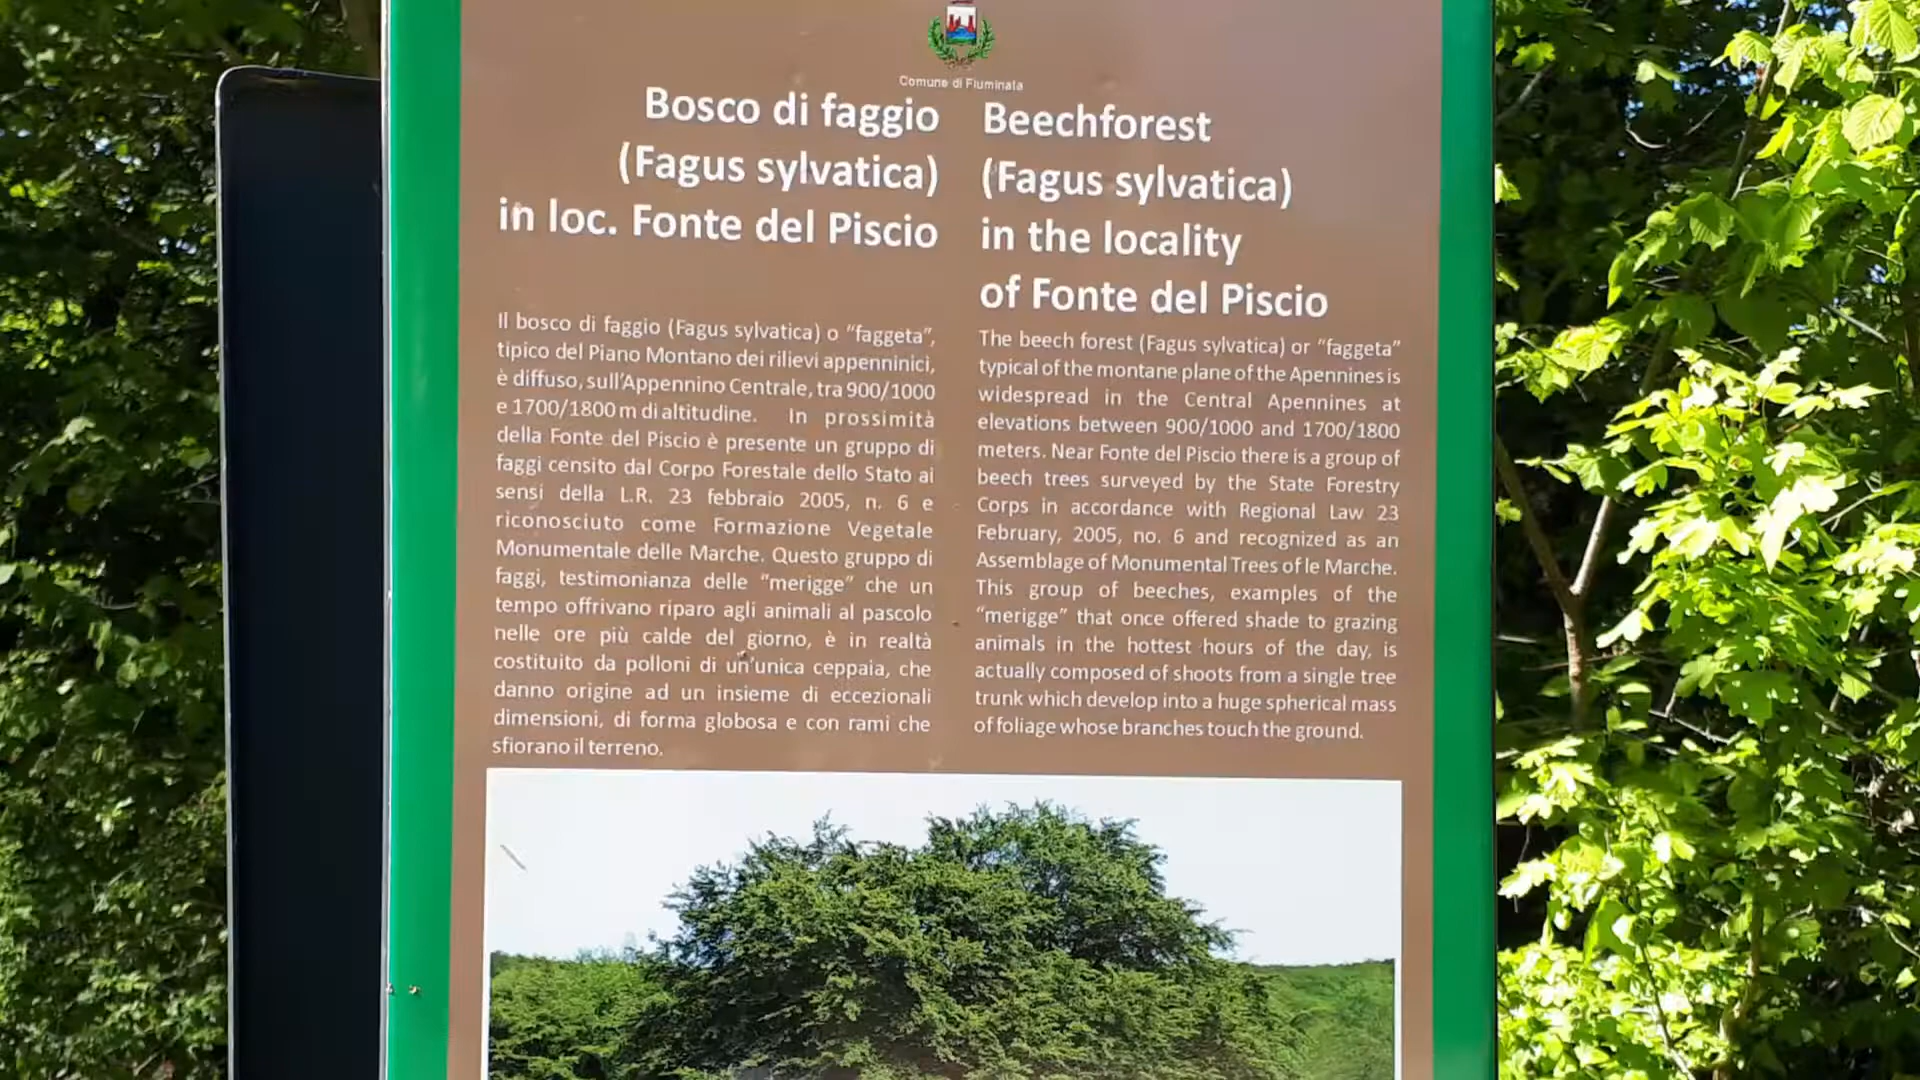 Comune di Fiuminata
Bosco di faggio
(Fagus sylvatica)
in loc. Fonte del Piscio
Il bosco di faggio (Fagus sylvatica) o “faggeta”,
tipico del Piano Montano dei rilievi appenninici,
è diffuso, sull’Appennino Centrale, tra 900/1000
e 1700/1800 m di altitudine. In prossimità
della Fonte del Piscio è presente un gruppo di
faggi censito dal Corpo Forestale dello Stato ai
sensi della L.R. 23 febbraio 2005, n. 6 e
riconosciuto come Formazione Vegetale
Monumentale delle Marche. Questo gruppo di
faggi, testimonianza delle “merigge” che un
tempo offrivano riparo agli animali al pascolo
nelle ore più calde del giorno, è in realtà
costituito da polloni di un’unica ceppaia, che
danno origine ad un insieme di eccezionali
dimensioni, di forma globosa e con rami che
sfiorano il terreno.
Beechforest
(Fagus sylvatica)
in the locality
of Fonte del Piscio
The beech forest (Fagus sylvatica) or “faggeta”
typical of the montane plane of the Apennines is
widespread in the Central Apennines at
elevations between 900/1000 and 1700/1800
meters. Near Fonte del Piscio there is a group of
beech trees surveyed by the State Forestry
Corps in accordance with Regional Law 23
February, 2005, no. 6 and recognized as an
Assemblage of Monumental Trees of le Marche.
This group of beeches, examples of the
“merigge” that once offered shade to grazing
animals in the hottest hours of the day, is
actually composed of shoots from a single tree
trunk which develop into a huge spherical mass
of foliage whose branches touch the ground.